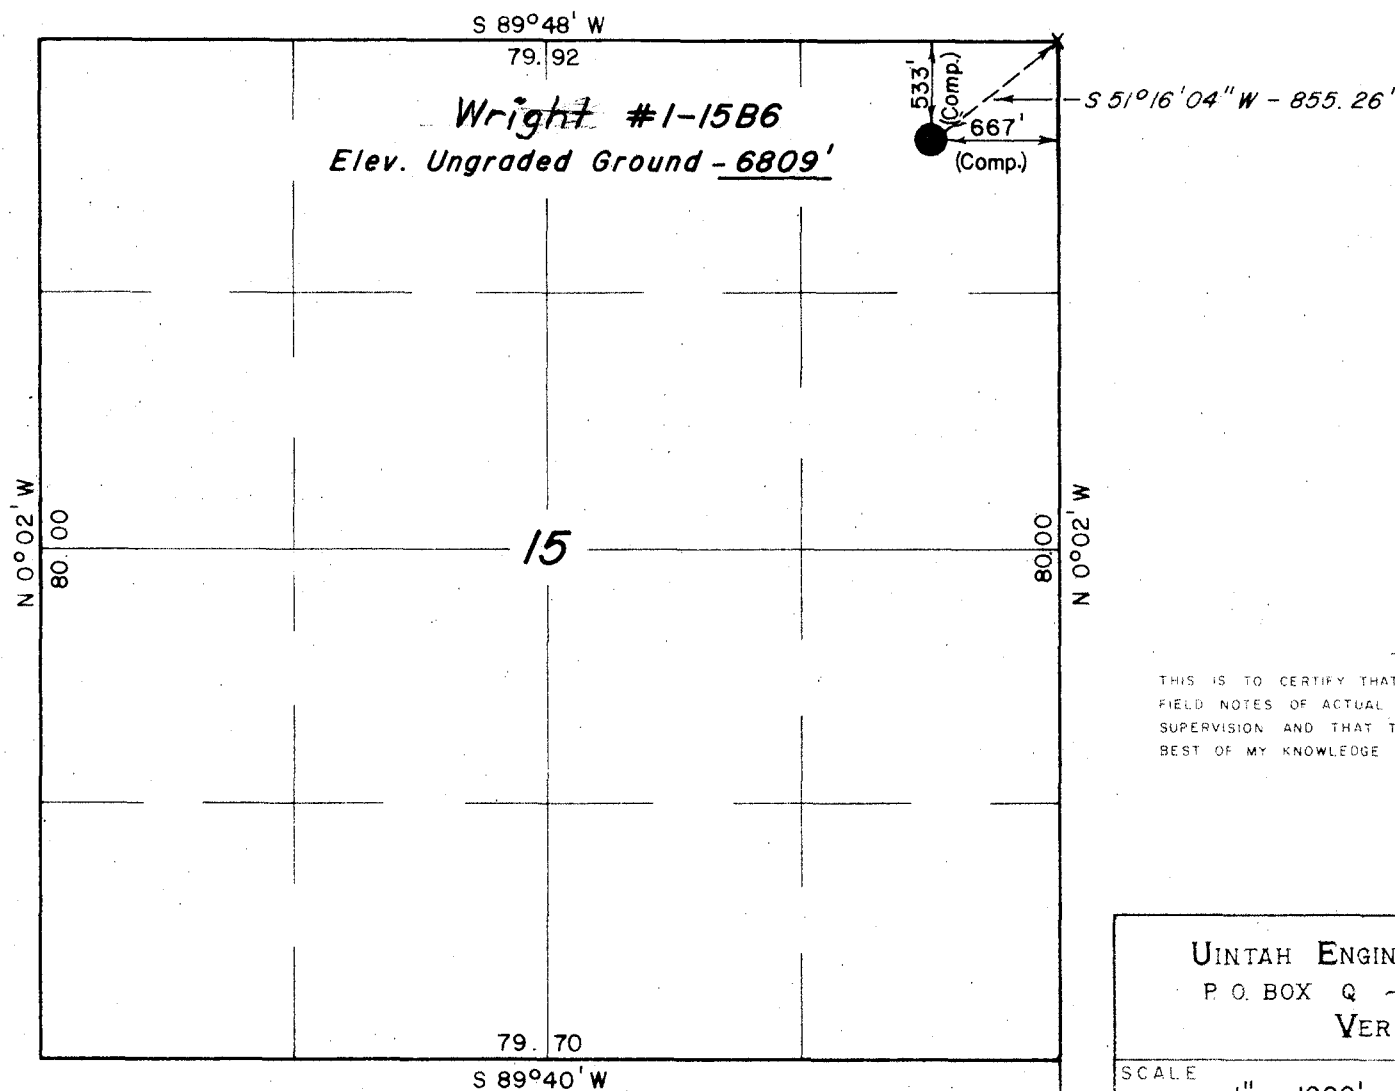 S 89°48' W
79.92
Wright #1-15B6
Elev. Ungraded Ground - 6809'
533'
(Comp.)
667'
(Comp.)
S 51°16'04" W - 855.26'
N 0°02' W
80.00
15
80.00
N 0°02' W
THIS IS TO CERTIFY THAT
FIELD NOTES OF ACTUAL
SUPERVISION AND THAT T
BEST OF MY KNOWLEDGE
79.70
S 89°40' W
UINTAH ENGIN
P. O. BOX Q -
VER
SCALE